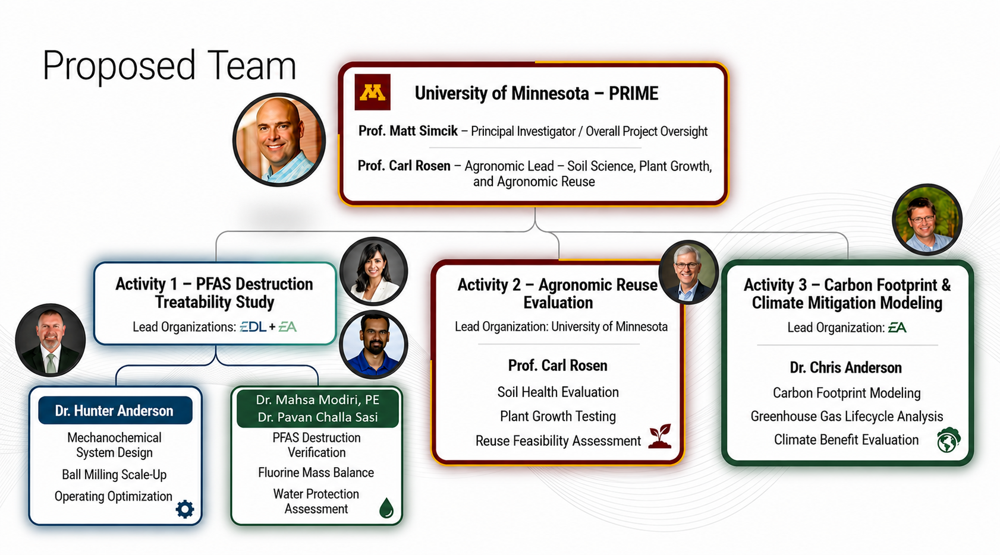 Proposed Team
M
University of Minnesota – PRIME
Prof. Matt Simcik – Principal Investigator / Overall Project Oversight
Prof. Carl Rosen – Agronomic Lead – Soil Science, Plant Growth,
and Agronomic Reuse
Activity 1 – PFAS Destruction
Treatability Study
Lead Organizations: EDL + EA
Dr. Hunter Anderson
Mechanochemical
System Design
Ball Milling Scale-Up
Operating Optimization
Dr. Mahsa Modiri, PE
Dr. Pavan Challa Sasi
PFAS Destruction
Verification
Fluorine Mass Balance
Water Protection
Assessment
Activity 2 – Agronomic Reuse
Evaluation
Lead Organization: University of Minnesota
Prof. Carl Rosen
Soil Health Evaluation
Plant Growth Testing
Reuse Feasibility Assessment
Activity 3 – Carbon Footprint &
Climate Mitigation Modeling
Lead Organization: EA
Dr. Chris Anderson
Carbon Footprint Modeling
Greenhouse Gas Lifecycle Analysis
Climate Benefit Evaluation